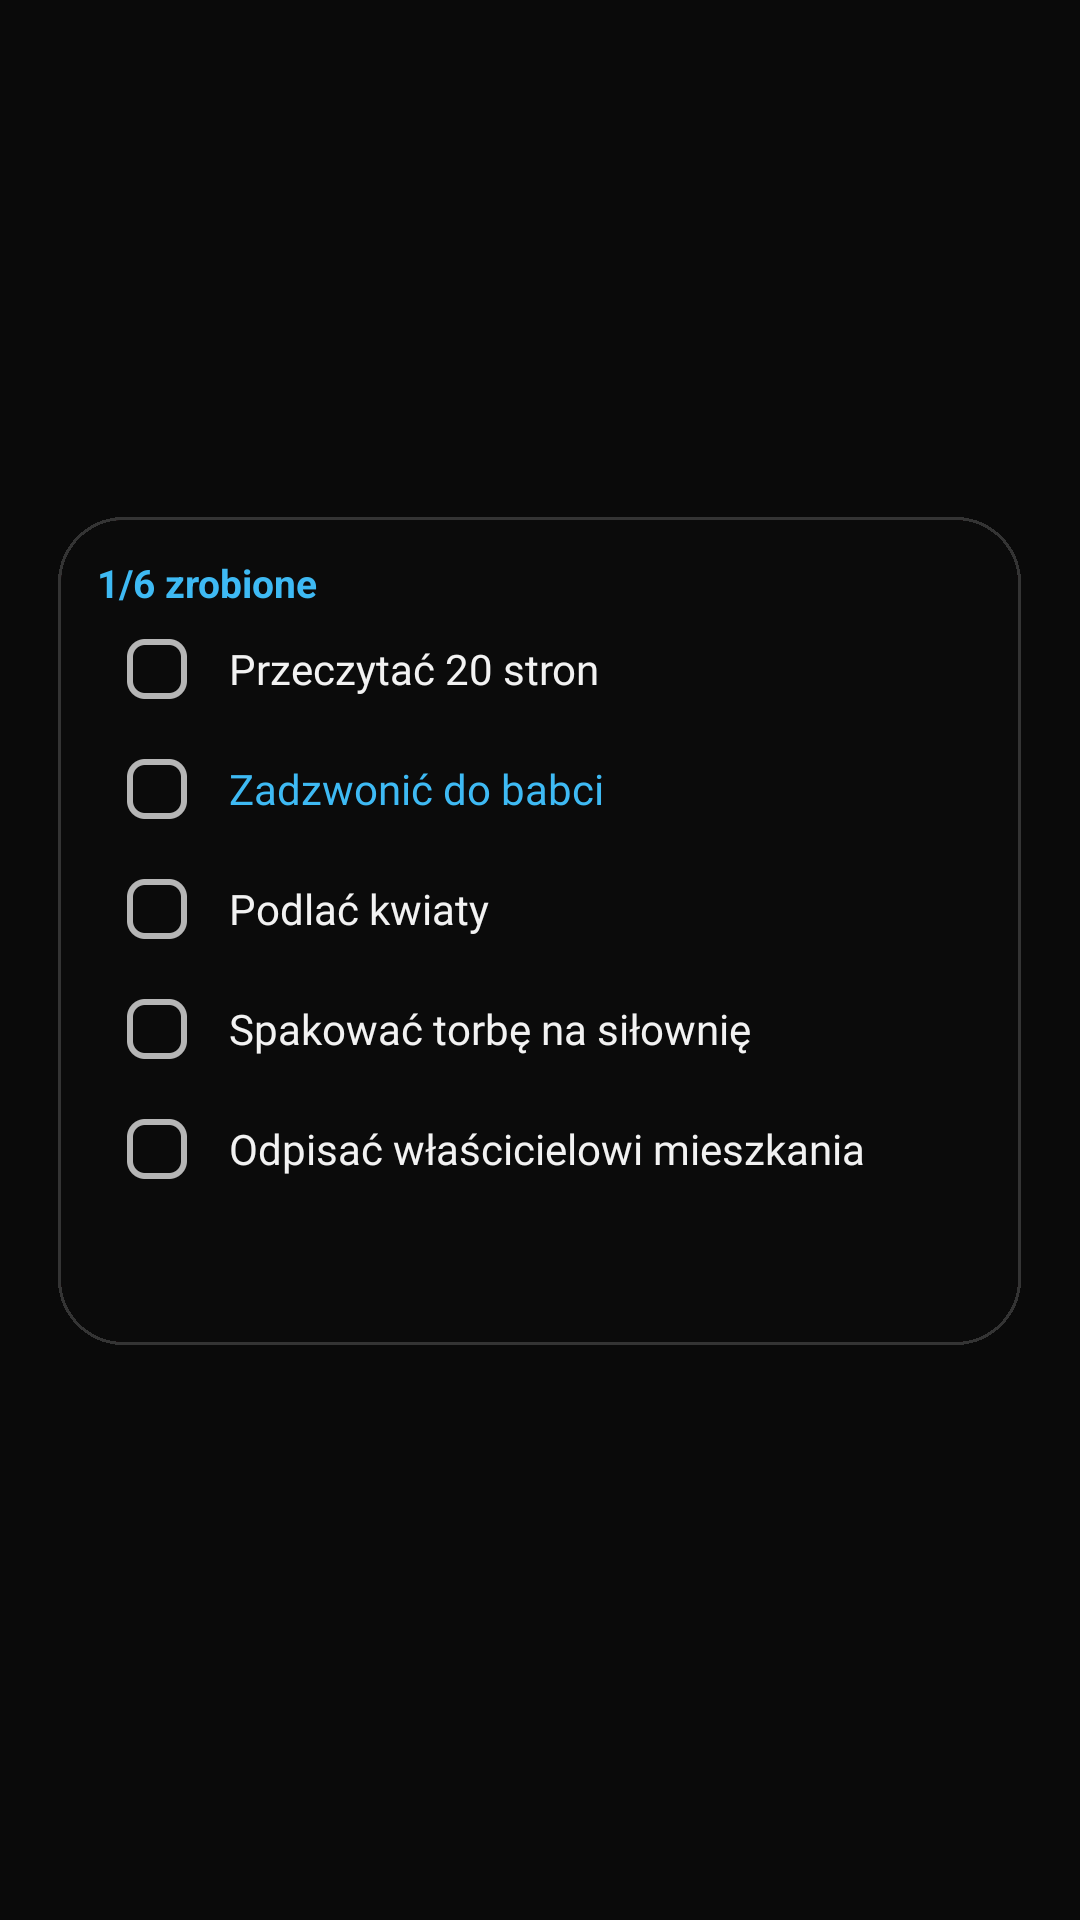 1/6 zrobione
Przeczytać 20 stron
Zadzwonić do babci
Podlać kwiaty
Spakować torbę na siłownię
Odpisać właścicielowi mieszkania